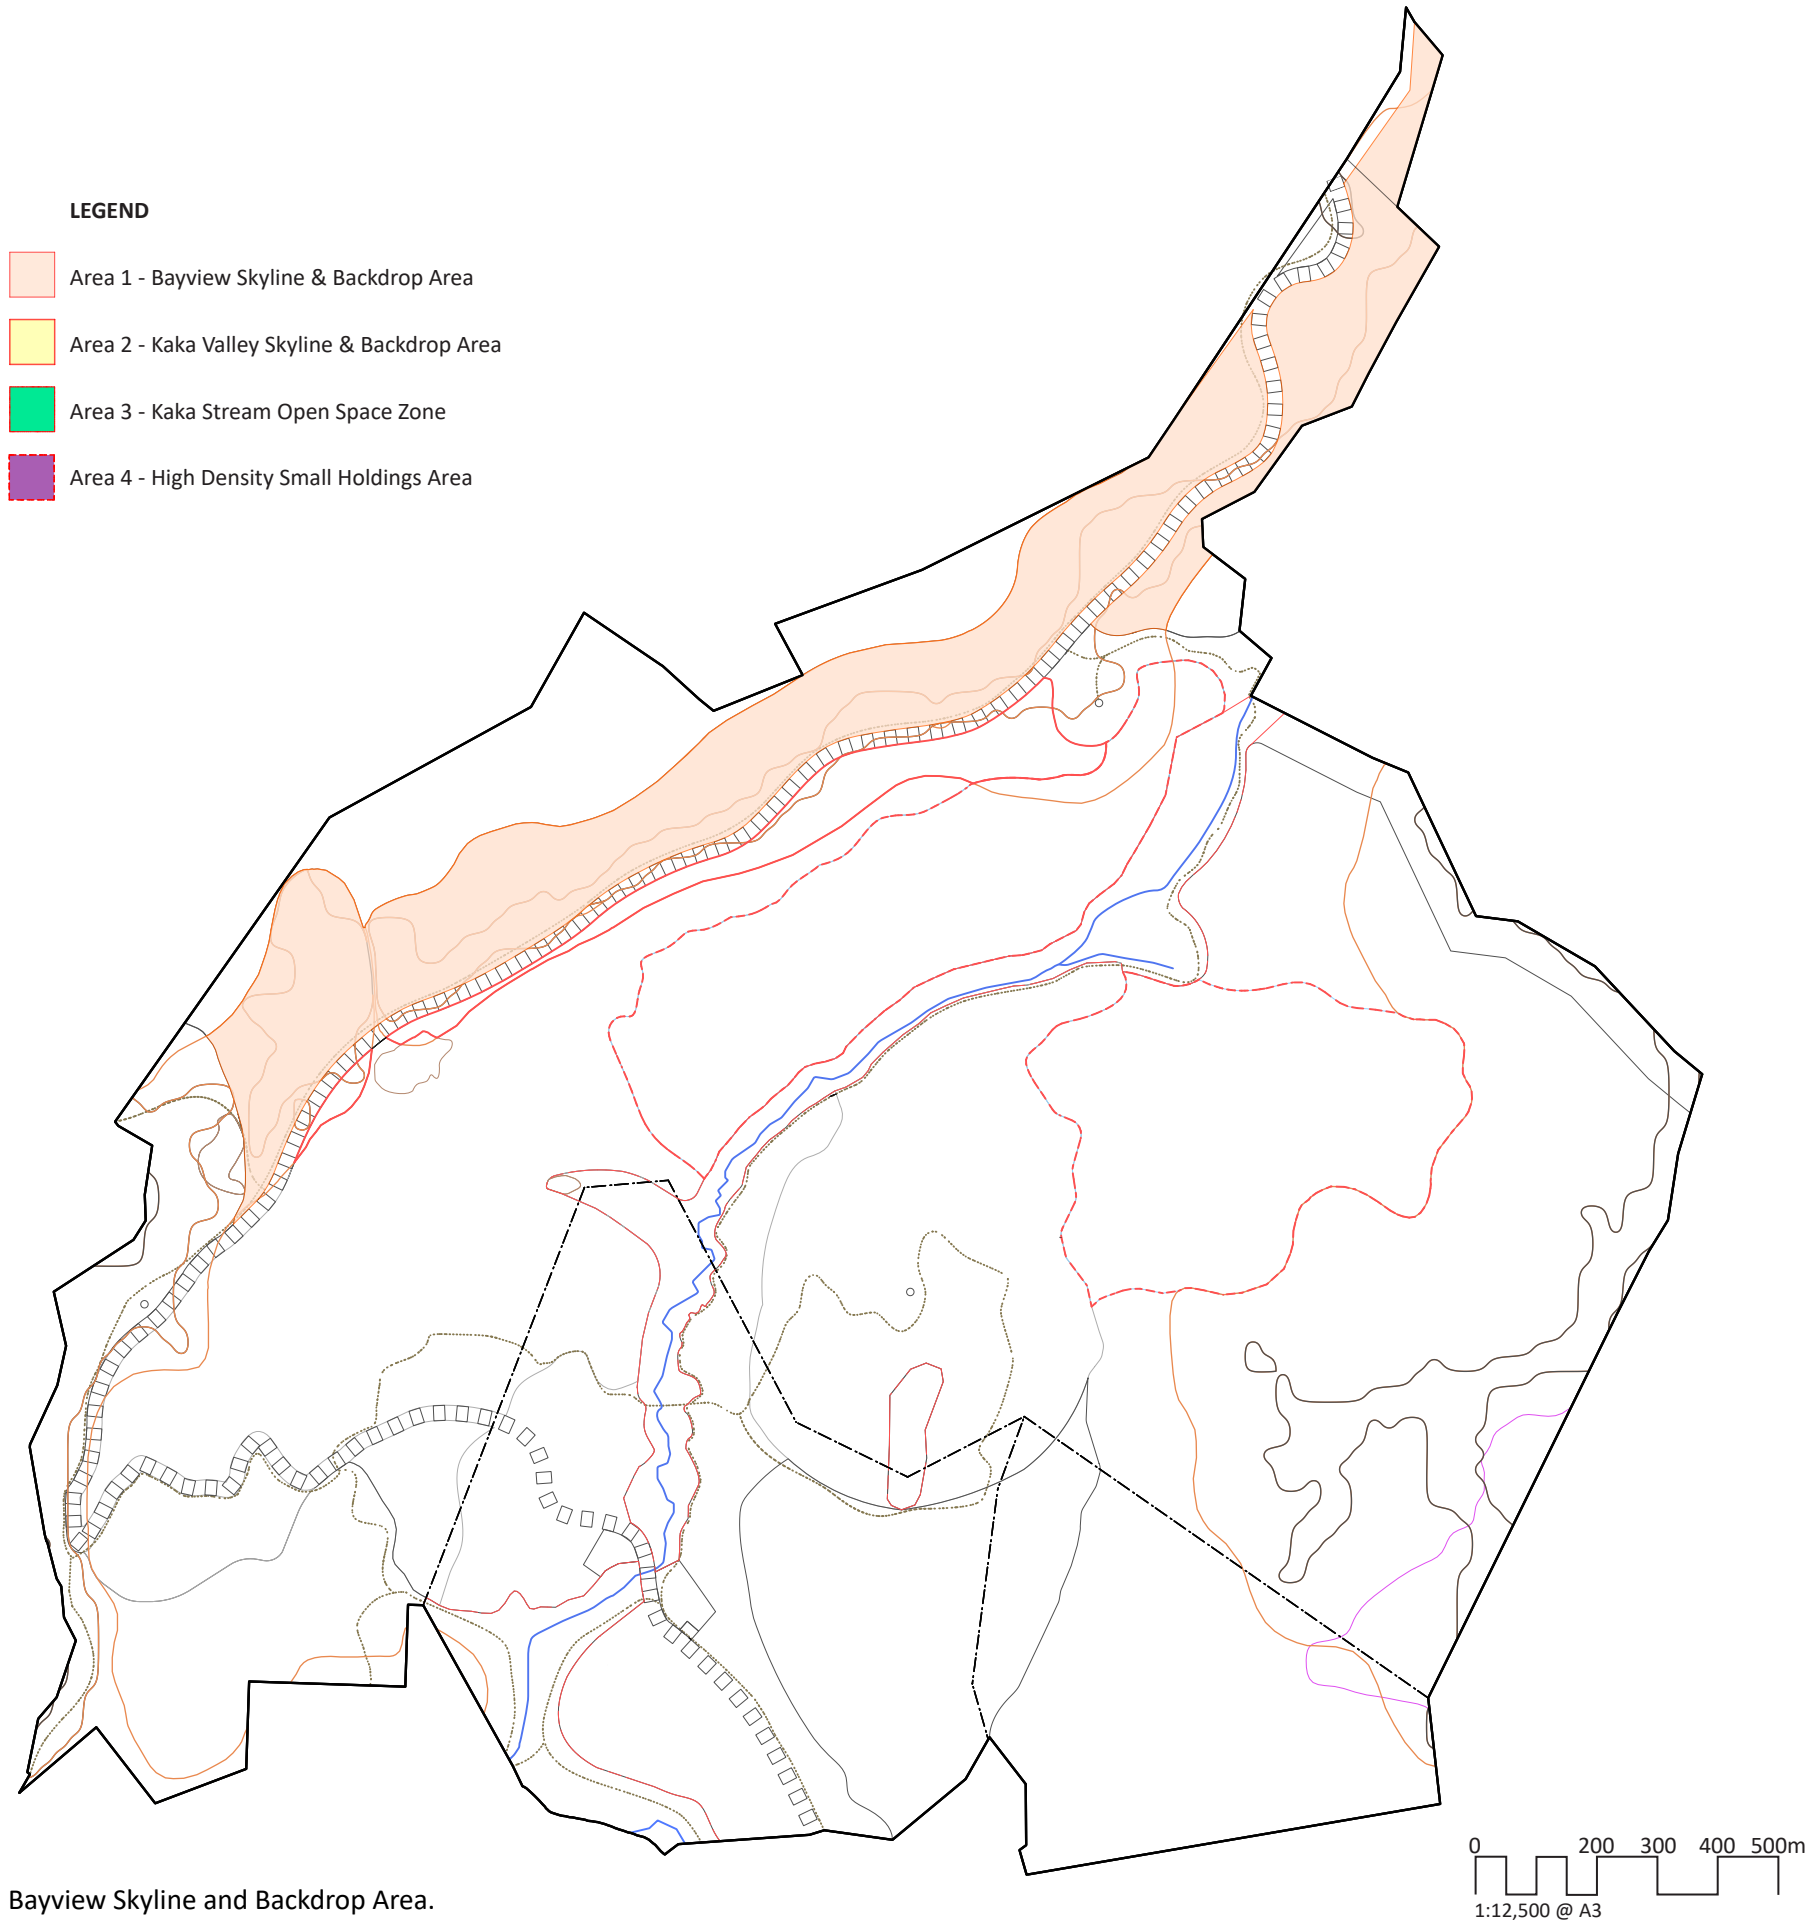 LEGEND
Area 1 - Bayview Skyline & Backdrop Area
Area 2 - Kaka Valley Skyline & Backdrop Area
Area 3 - Kaka Stream Open Space Zone
Area 4 - High Density Small Holdings Area
0 200 300 400 500m
1:12,500 @ A3
Bayview Skyline and Backdrop Area.